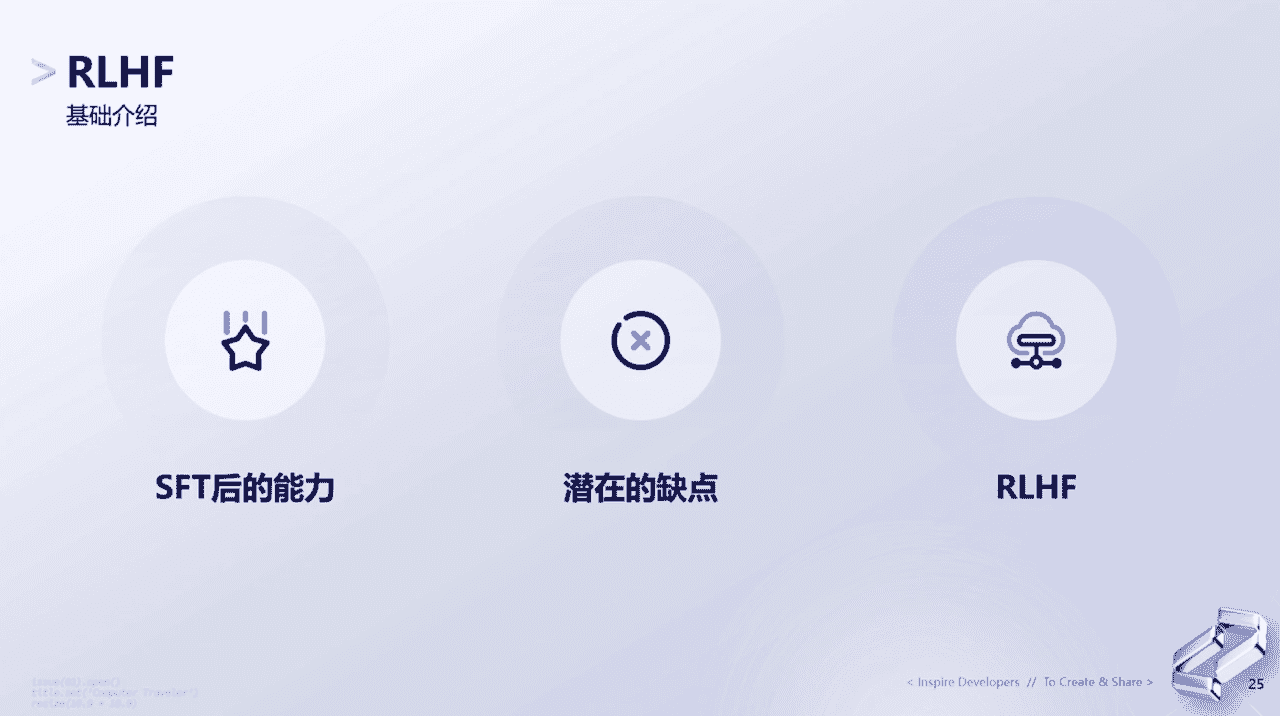 > RLHF
基础介绍
SFT后的能力
潜在的缺点
RLHF
< Inspire Developers // To Create & Share >
25